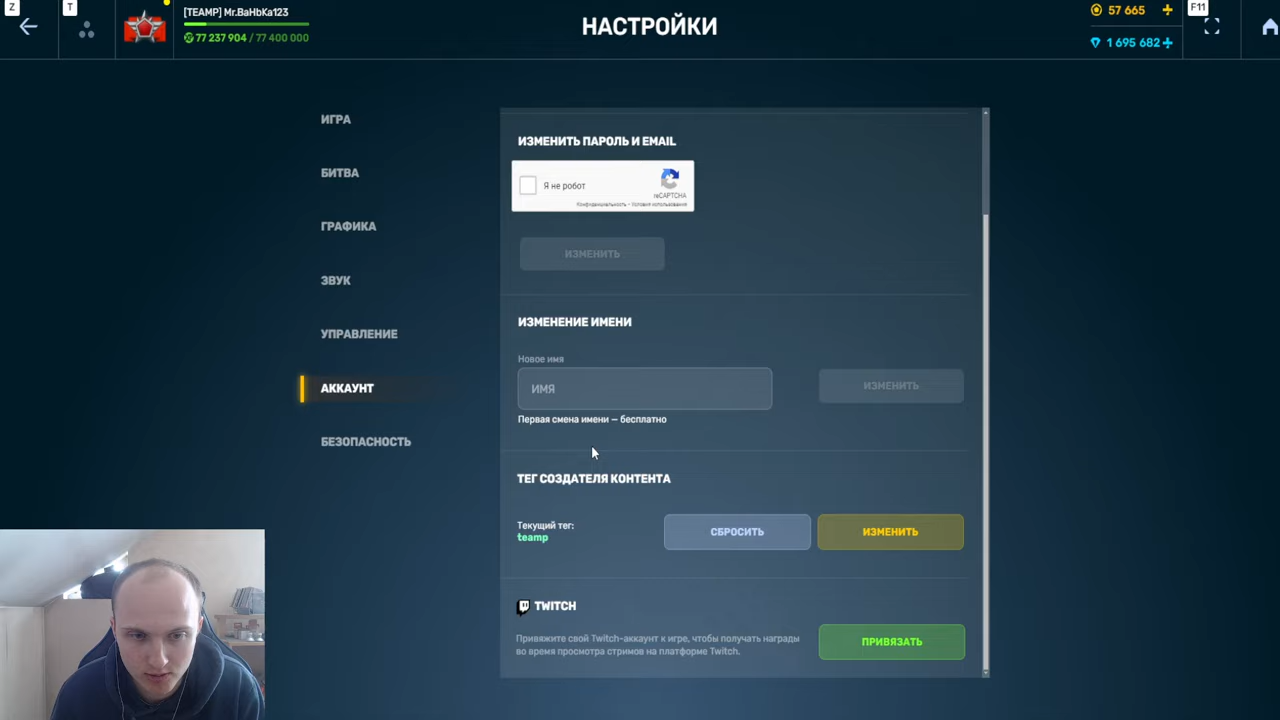 Z
T
[TEAMP] Mr.BaHbKa123
77 237 904 / 77 400 000
НАСТРОЙКИ
57 665
1 695 682
F11
ИГРА
БИТВА
ГРАФИКА
ЗВУК
УПРАВЛЕНИЕ
АККАУНТ
БЕЗОПАСНОСТЬ
ИЗМЕНИТЬ ПАРОЛЬ И EMAIL
Я не робот
reCAPTCHA
Конфиденциальность - Условия использования
ИЗМЕНИТЬ
ИЗМЕНЕНИЕ ИМЕНИ
Новое имя
ИМЯ
ИЗМЕНИТЬ
Первая смена имени — бесплатно
ТЕГ СОЗДАТЕЛЯ КОНТЕНТА
Текущий тег:
teamp
СБРОСИТЬ
ИЗМЕНИТЬ
TWITCH
Привяжите свой Twitch-аккаунт к игре, чтобы получать награды
во время просмотра стримов на платформе Twitch.
ПРИВЯЗАТЬ